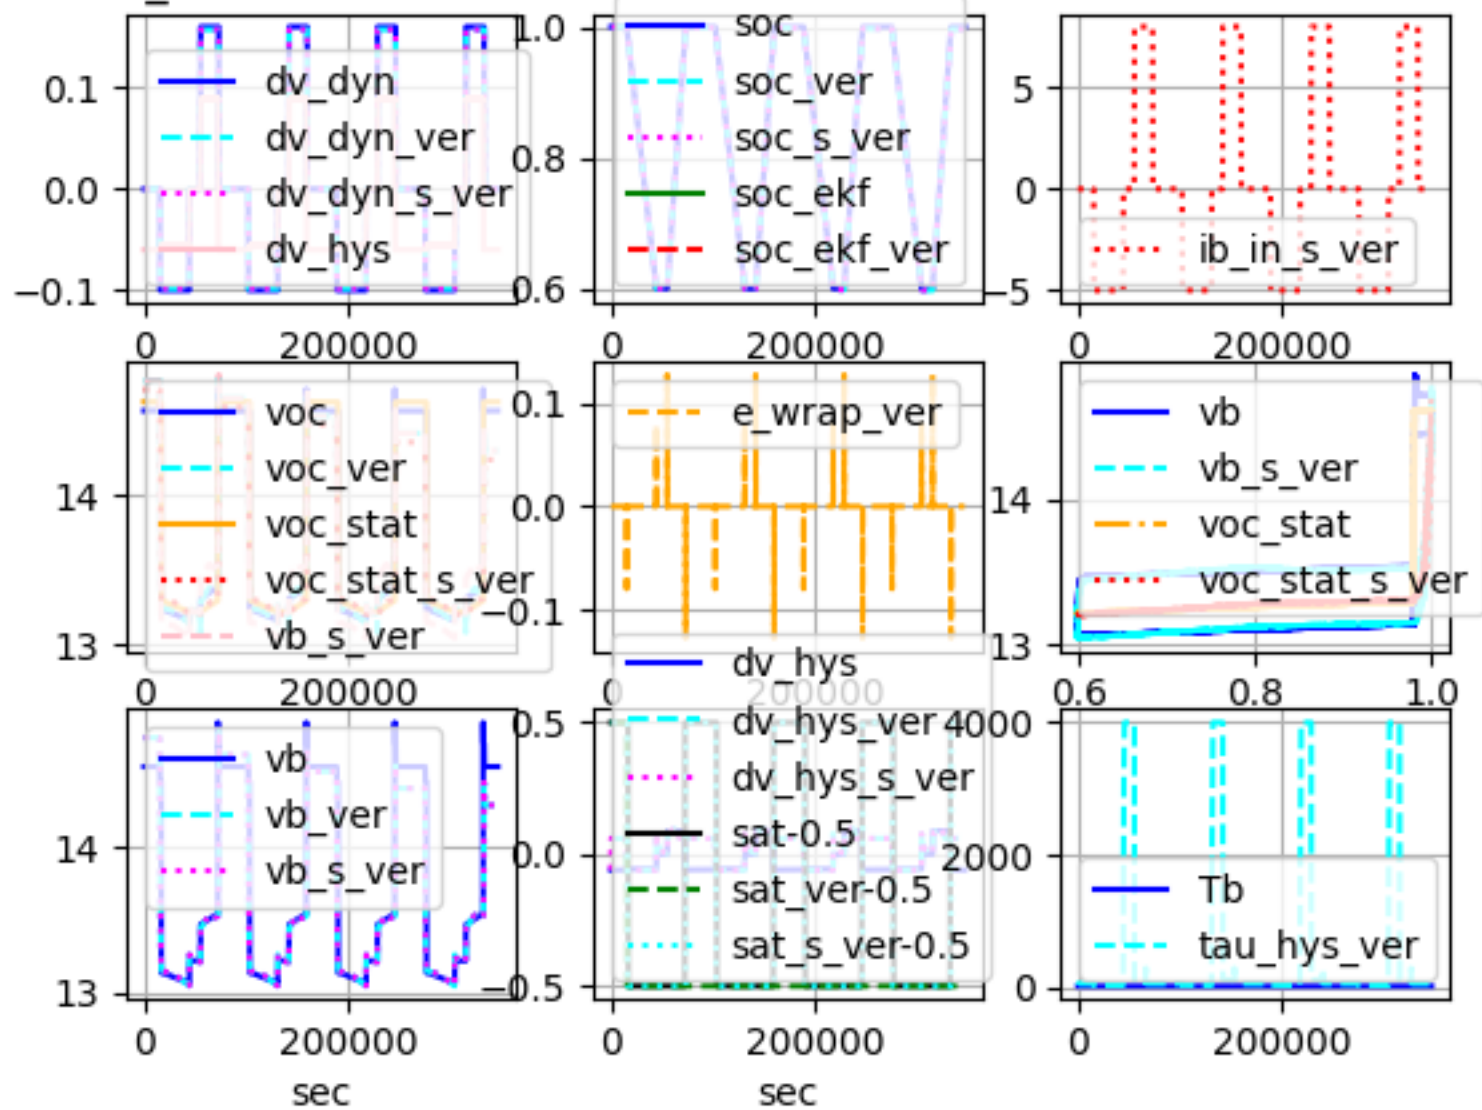 0.1
0.0
−0.1
dv_dyn
dv_dyn_ver
dv_dyn_s_ver
dv_hys
0
200000
1.0
0.8
0.6
soc
soc_ver
soc_s_ver
soc_ekf
soc_ekf_ver
0
200000
5
0
−5
ib_in_s_ver
0
200000
14
13
voc
voc_ver
voc_stat
voc_stat_s_ver
vb_s_ver
0
200000
0.1
0.0
−0.1
e_wrap_ver
0
200000
14
13
vb
vb_s_ver
voc_stat
voc_stat_s_ver
0.6
0.8
1.0
14
13
vb
vb_ver
vb_s_ver
0
200000
sec
0.5
0.0
−0.5
dv_hys
dv_hys_ver
dv_hys_s_ver
sat-0.5
sat_ver-0.5
sat_s_ver-0.5
0
200000
sec
4000
2000
0
Tb
tau_hys_ver
0
200000